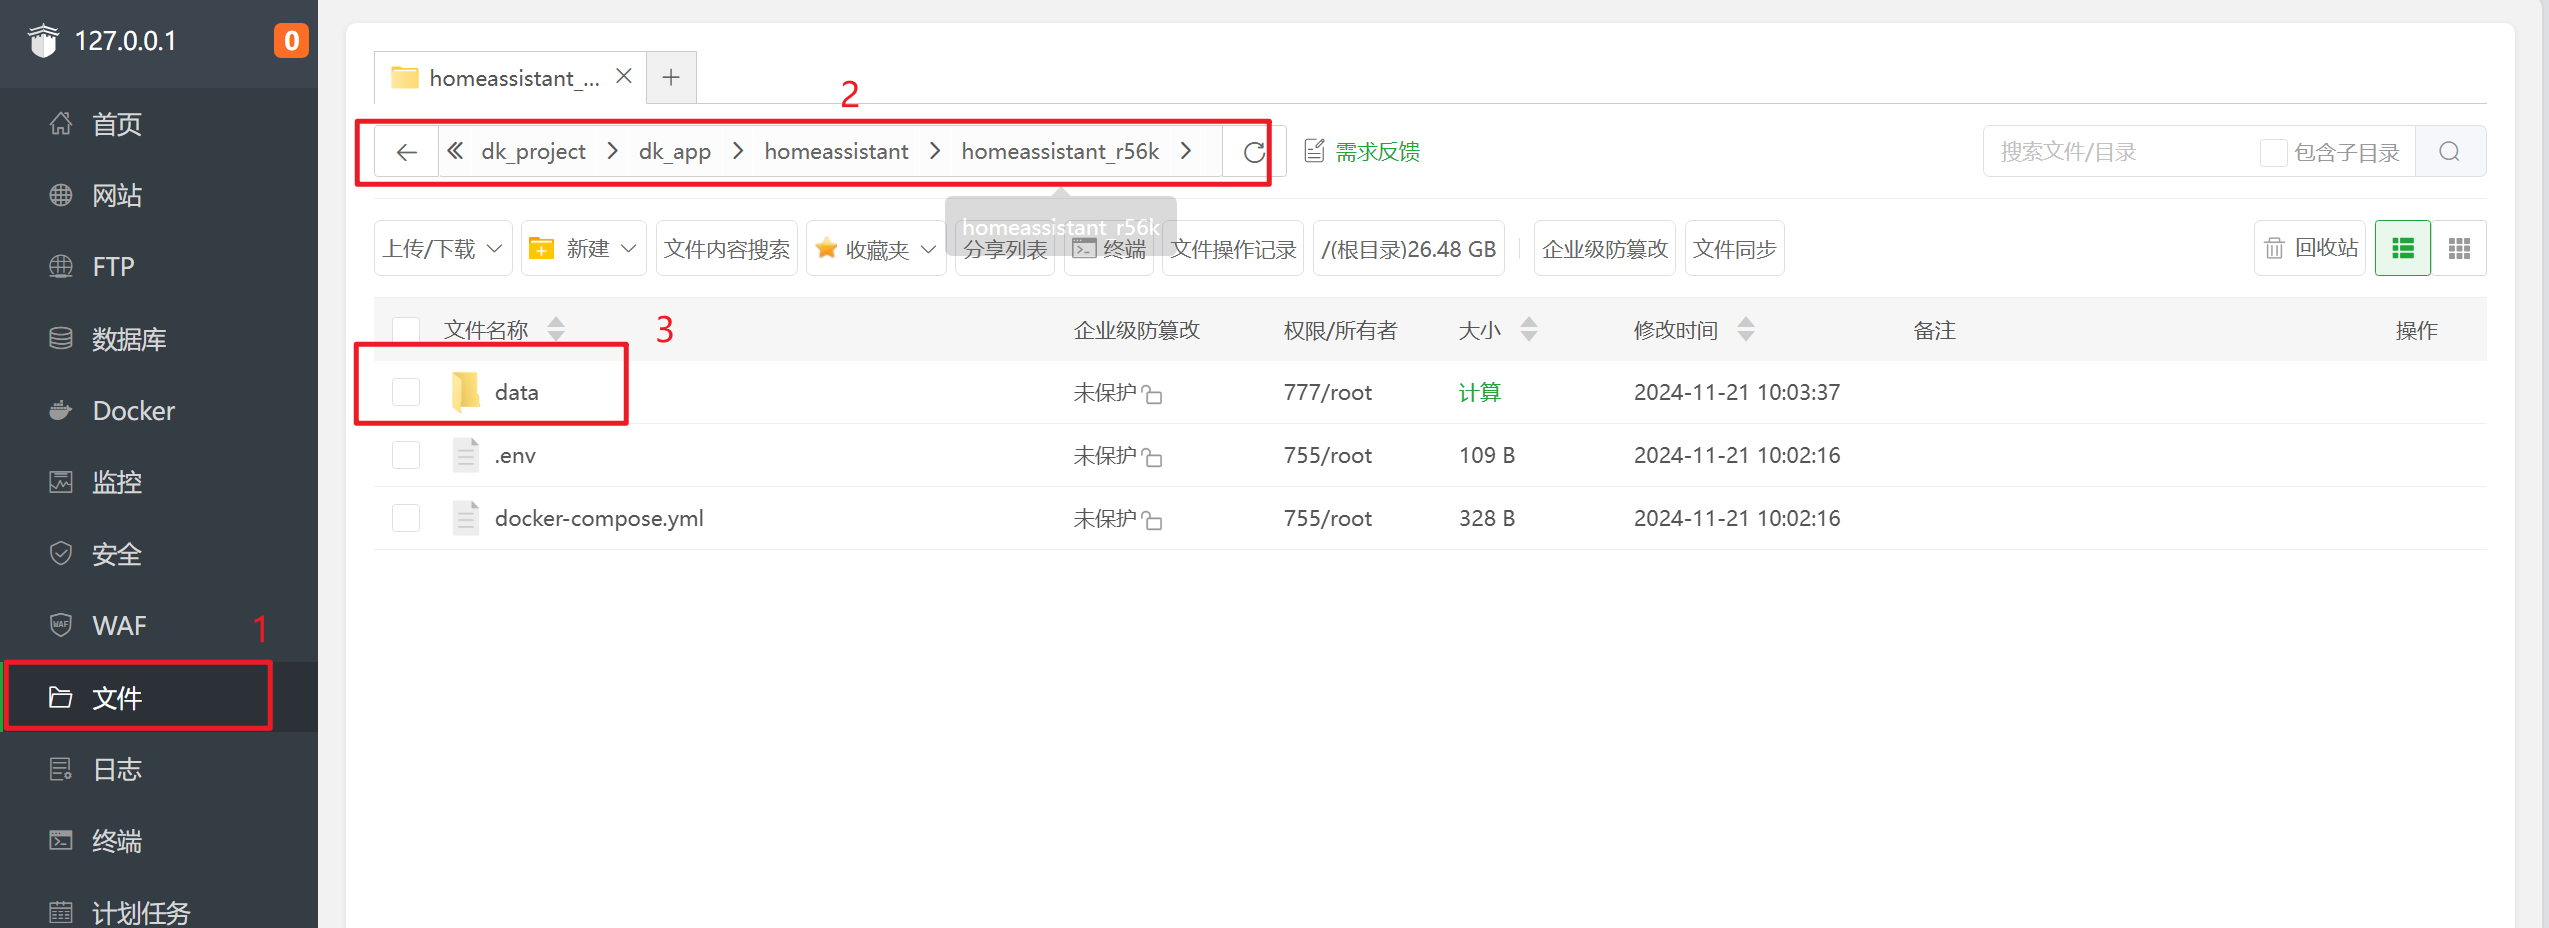 127.0.0.1
0
首页
网站
FTP
数据库
Docker
监控
安全
WAF
1
文件
日志
终端
计划任务
homeassistant_...
2
dk_project
dk_app
homeassistant
homeassistant_r56k
需求反馈
搜索文件/目录
包含子目录
homeassistant_r56k
上传/下载
新建
文件内容搜索
收藏夹
分享列表
终端
文件操作记录
/(根目录)26.48 GB
企业级防篡改
文件同步
回收站
文件名称
3
企业级防篡改
权限/所有者
大小
修改时间
备注
操作
data
未保护
777/root
计算
2024-11-21 10:03:37
.env
未保护
755/root
109 B
2024-11-21 10:02:16
docker-compose.yml
未保护
755/root
328 B
2024-11-21 10:02:16